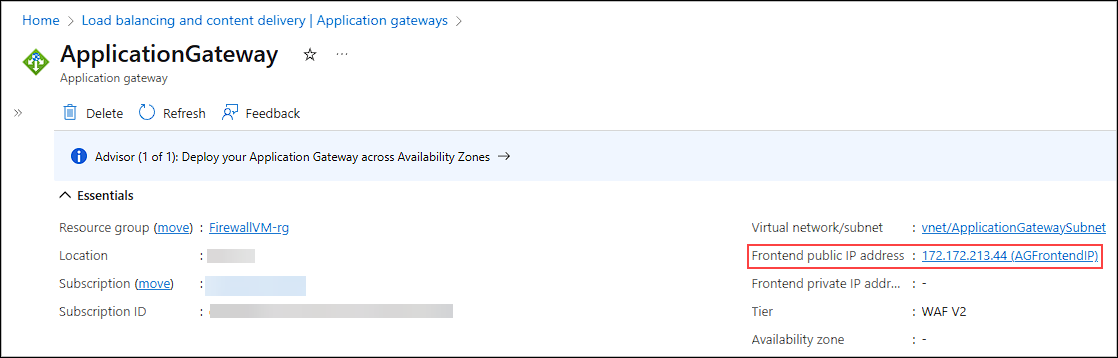 Home > Load balancing and content delivery | Application gateways >
ApplicationGateway ☆ ···
Application gateway
» Delete Refresh Feedback
Advisor (1 of 1): Deploy your Application Gateway across Availability Zones →
Essentials
Resource group (move) : FirewallVM-rg
Location :
Subscription (move) :
Subscription ID :
Virtual network/subnet : vnet/ApplicationGatewaySubnet
Frontend public IP address : 172.172.213.44 (AGFrontendIP)
Frontend private IP addr... : -
Tier : WAF V2
Availability zone : -